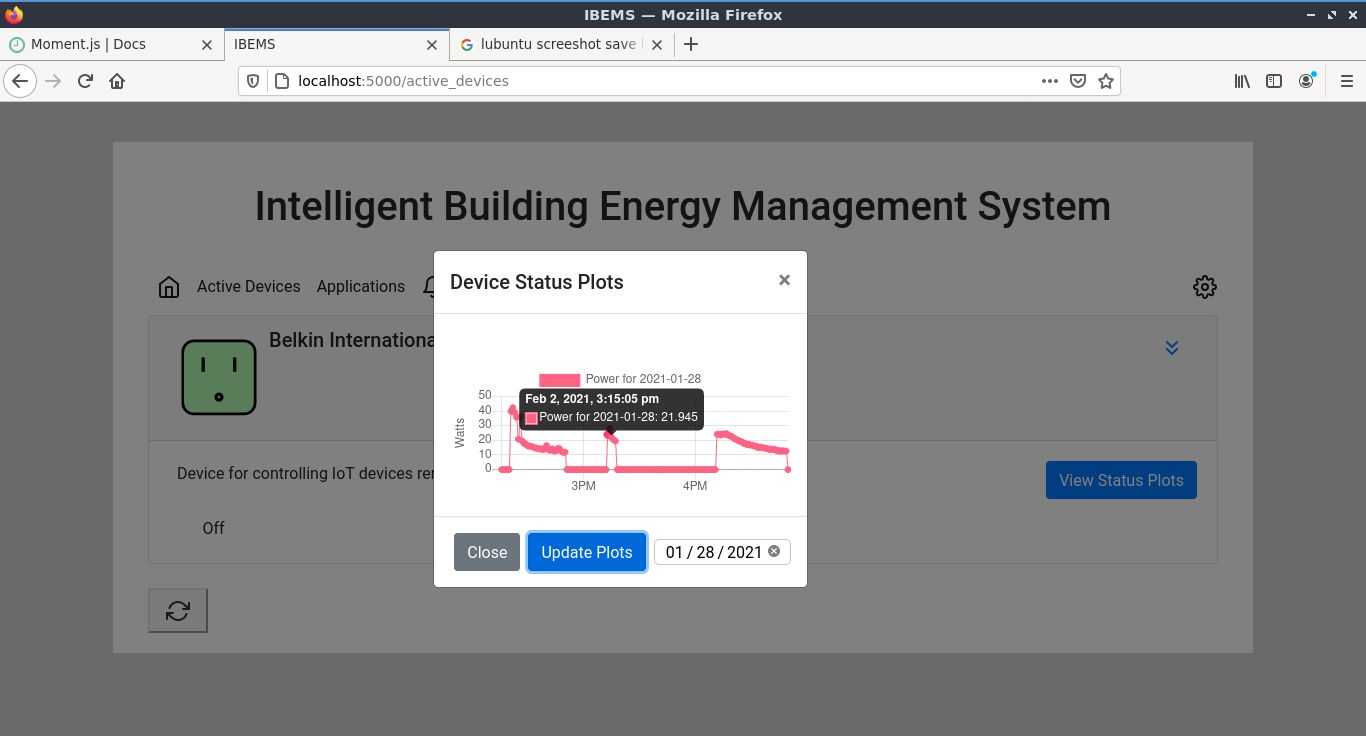 IBEMS — Mozilla Firefox
Moment.js | Docs
IBEMS
lubuntu screeshot save
localhost:5000/active_devices
Intelligent Building Energy Management System
Active Devices Applications
Device Status Plots ×
Belkin Internationa
Power for 2021-01-28
Feb 2, 2021, 3:15:05 pm
Power for 2021-01-28: 21.945
Watts
50
40
30
20
10
0
3PM 4PM
Device for controlling IoT devices
View Status Plots
Off
Close Update Plots 01 / 28 / 2021